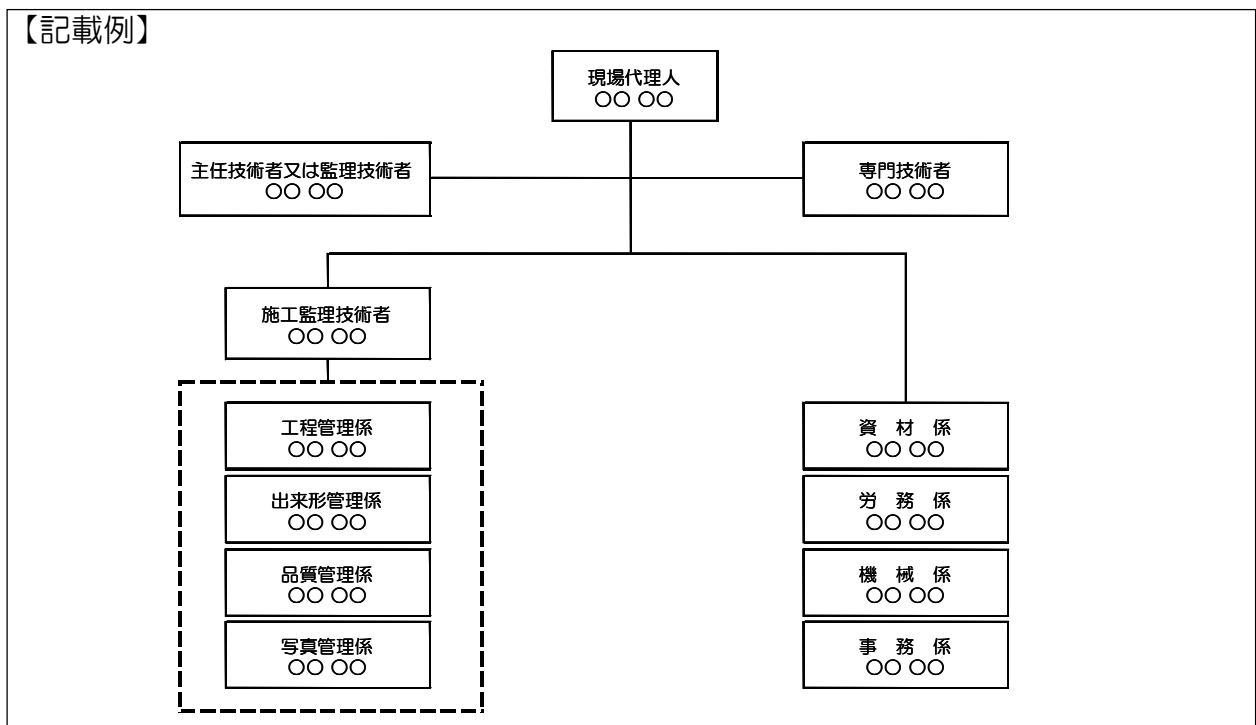 【記載例】
現場代理人
○○ ○○
主任技術者又は監理技術者
○○ ○○
専門技術者
○○ ○○
施工監理技術者
○○ ○○
工程管理係
○○ ○○
出来形管理係
○○ ○○
品質管理係
○○ ○○
写真管理係
○○ ○○
資 材 係
○○ ○○
労 務 係
○○ ○○
機 械 係
○○ ○○
事 務 係
○○ ○○